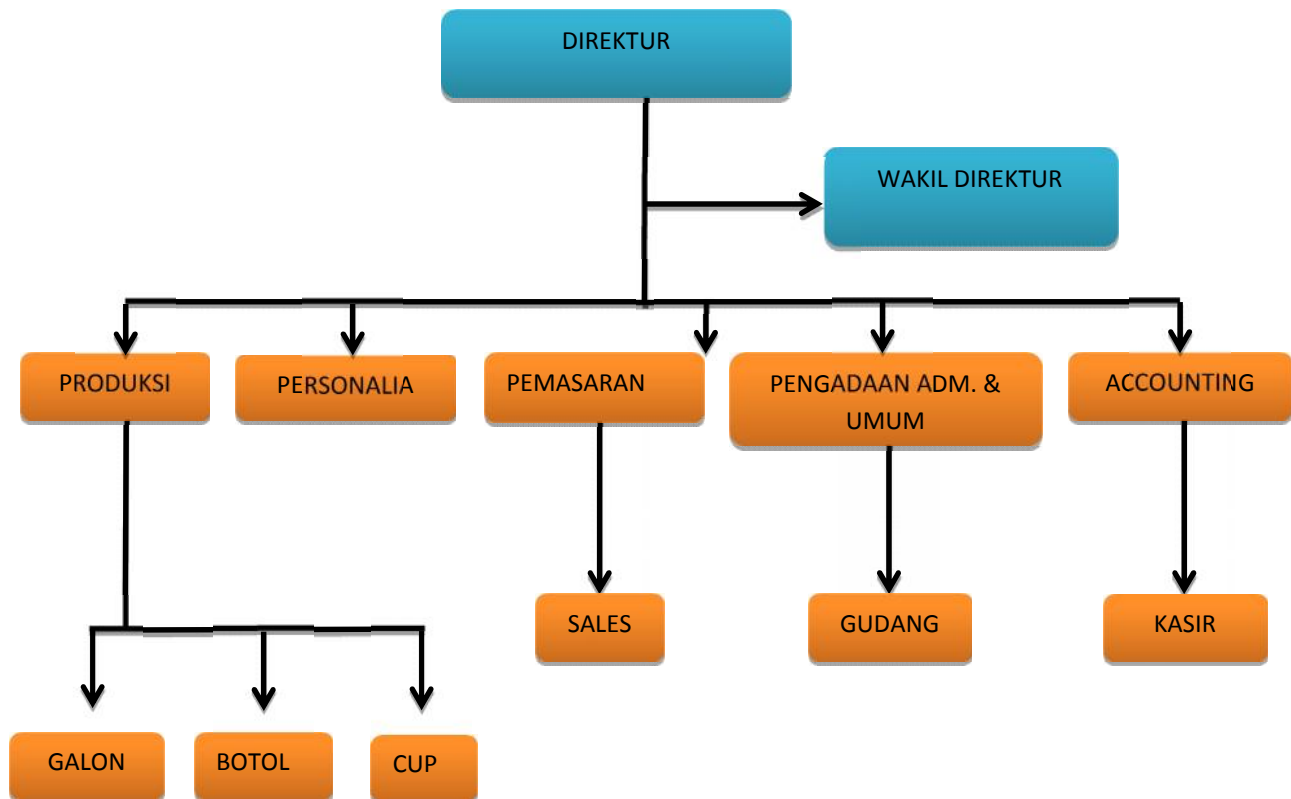 DIREKTUR
WAKIL DIREKTUR
PRODUKSI
PERSONALIA
PEMASARAN
PENGADAAN ADM. &
UMUM
ACCOUNTING
SALES
GUDANG
KASIR
GALON
BOTOL
CUP